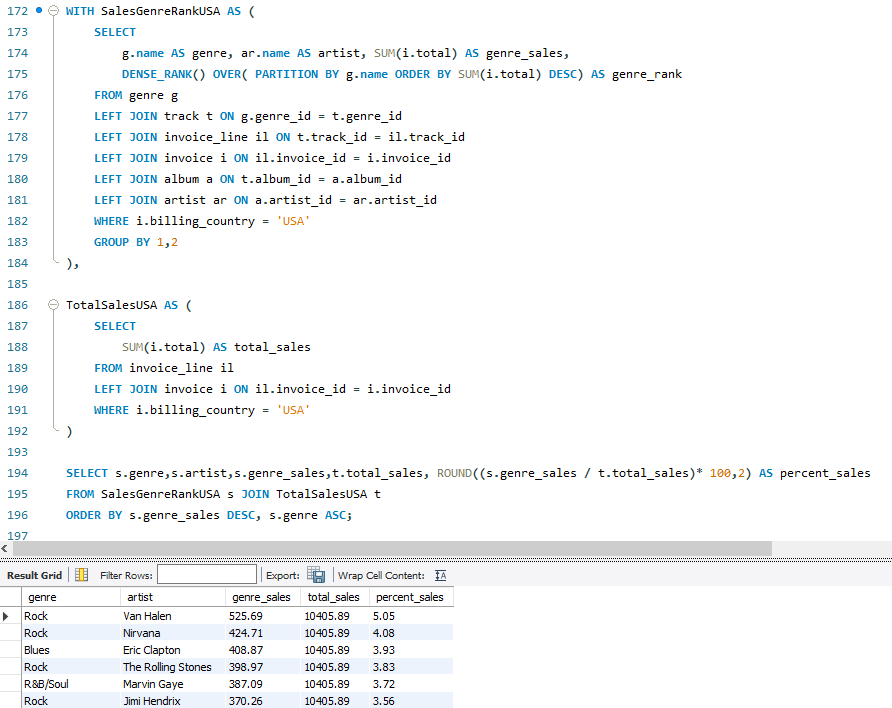 172 WITH SalesGenreRankUSA AS (
173 SELECT
174 g.name AS genre, ar.name AS artist, SUM(i.total) AS genre_sales,
175 DENSE_RANK() OVER( PARTITION BY g.name ORDER BY SUM(i.total) DESC) AS genre_rank
176 FROM genre g
177 LEFT JOIN track t ON g.genre_id = t.genre_id
178 LEFT JOIN invoice_line il ON t.track_id = il.track_id
179 LEFT JOIN invoice i ON il.invoice_id = i.invoice_id
180 LEFT JOIN album a ON t.album_id = a.album_id
181 LEFT JOIN artist ar ON a.artist_id = ar.artist_id
182 WHERE i.billing_country = 'USA'
183 GROUP BY 1,2
184 ),
185
186 TotalSalesUSA AS (
187 SELECT
188 SUM(i.total) AS total_sales
189 FROM invoice_line il
190 LEFT JOIN invoice i ON il.invoice_id = i.invoice_id
191 WHERE i.billing_country = 'USA'
192 )
193
194 SELECT s.genre,s.artist,s.genre_sales,t.total_sales, ROUND((s.genre_sales / t.total_sales)* 100,2) AS percent_sales
195 FROM SalesGenreRankUSA s JOIN TotalSalesUSA t
196 ORDER BY s.genre_sales DESC, s.genre ASC;
197
Result Grid Filter Rows: Export: Wrap Cell Content:
genre artist genre_sales total_sales percent_sales
Rock Van Halen 525.69 10405.89 5.05
Rock Nirvana 424.71 10405.89 4.08
Blues Eric Clapton 408.87 10405.89 3.93
Rock The Rolling Stones 398.97 10405.89 3.83
R&B/Soul Marvin Gaye 387.09 10405.89 3.72
Rock Jimi Hendrix 370.26 10405.89 3.56